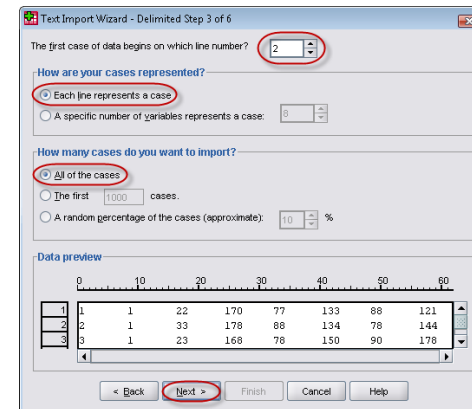 Text Import Wizard - Delimited Step 3 of 6
The first case of data begins on which line number? 2
How are your cases represented?
Each line represents a case
A specific number of variables represents a case: 8
How many cases do you want to import?
All of the cases
The first 1000 cases.
A random percentage of the cases (approximate): 10 %
Data preview
0 10 20 30 40 50 60
1 1 1 22 170 77 133 88 121
2 2 1 33 178 88 134 78 144
3 3 1 23 168 78 150 90 178
< Back Next > Finish Cancel Help